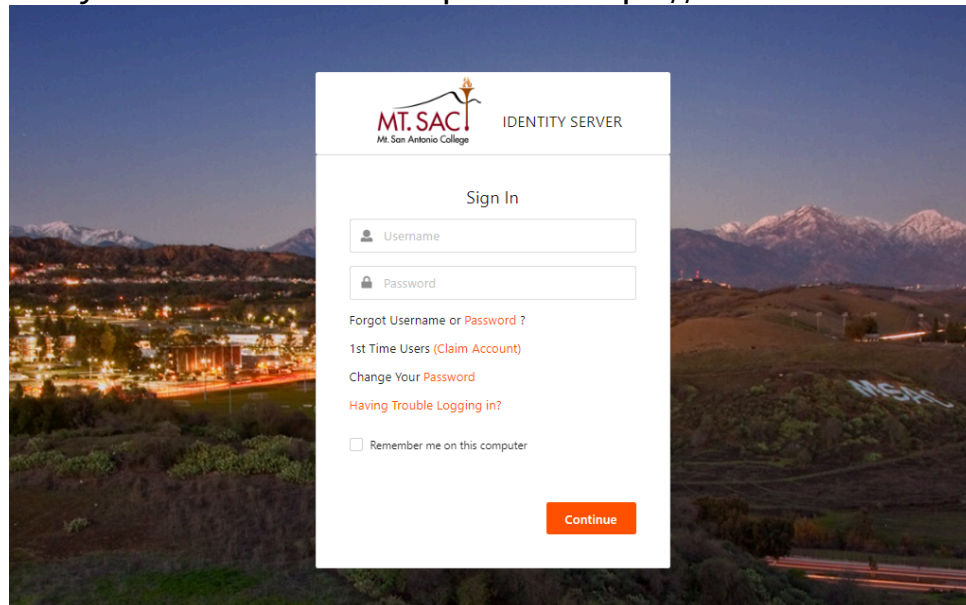 MT. SAC
Mt. San Antonio College
IDENTITY SERVER
Sign In
Username
Password
Forgot Username or Password ?
1st Time Users (Claim Account)
Change Your Password
Having Trouble Logging in?
Remember me on this computer
Continue
MSAC